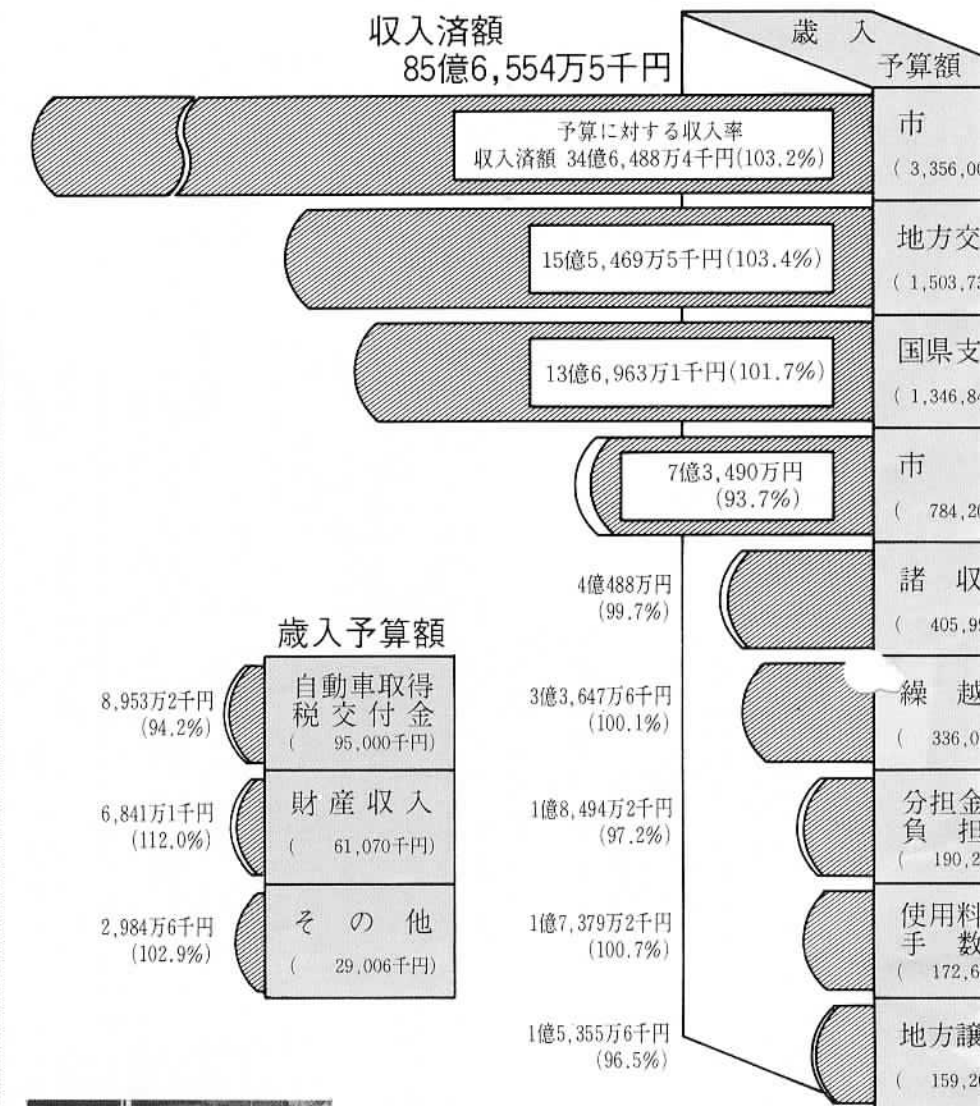 収入済額
85億6,554万5千円
歳入
予算額
予算に対する収入率
収入済額 34億6,488万4千円(103.2%)
市
( 3,356,00
15億5,469万5千円(103.4%)
地方交
( 1,503,73
13億6,963万1千円(101.7%)
国県支
( 1,346,84
7億3,490万円
(93.7%)
市
( 784,20
4億488万円
(99.7%)
諸 収
( 405,99
3億3,647万6千円
(100.1%)
繰 越
( 336,0
1億8,494万2千円
(97.2%)
分担金
負 担
( 190,2
1億7,379万2千円
(100.7%)
使用料
手 数
( 172,6
1億5,355万6千円
(96.5%)
地方譲
( 159,20
歳入予算額
8,953万2千円
(94.2%)
自動車取得
税交付金
( 95,000千円)
6,841万1千円
(112.0%)
財産収入
( 61,070千円)
2,984万6千円
(102.9%)
その他
( 29,006千円)